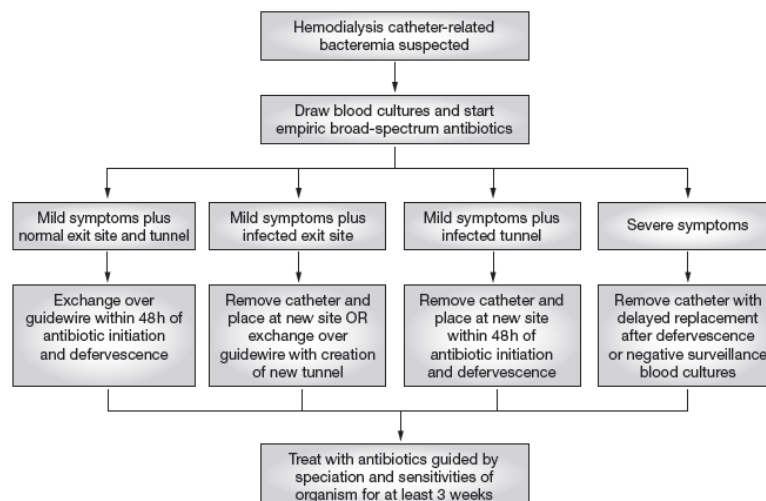 Hemodialysis catheter-related
bacteremia suspected
Draw blood cultures and start
empiric broad-spectrum antibiotics
Mild symptoms plus
normal exit site and tunnel
Mild symptoms plus
infected exit site
Mild symptoms plus
infected tunnel
Severe symptoms
Exchange over
guidewire within 48h of
antibiotic initiation
and defervescence
Remove catheter and
place at new site OR
exchange over
guidewire with creation
of new tunnel
Remove catheter and
place at new site
within 48h of
antibiotic initiation
and defervescence
Remove catheter with
delayed replacement
after defervescence
or negative surveillance
blood cultures
Treat with antibiotics guided by
speciation and sensitivities of
organism for at least 3 weeks